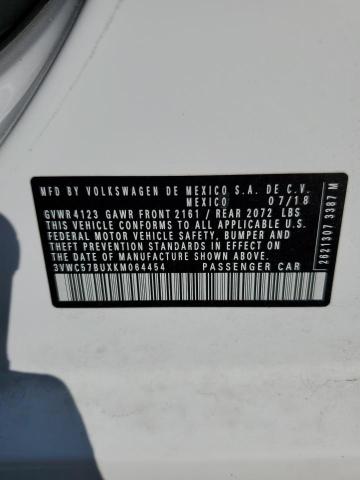 MFD BY VOLKSWAGEN DE MEXICO S.A. DE C.V.
MEXICO 07/18
GVWR 4123 GAWR FRONT 2161 / REAR 2072 LBS
THIS VEHICLE CONFORMS TO ALL APPLICABLE U.S.
FEDERAL MOTOR VEHICLE SAFETY, BUMPER AND
THEFT PREVENTION STANDARDS IN EFFECT ON THE
DATE OF MANUFACTURE SHOWN ABOVE.
3VWC57BUXKM064454 PASSENGER CAR
2621307 3387 M